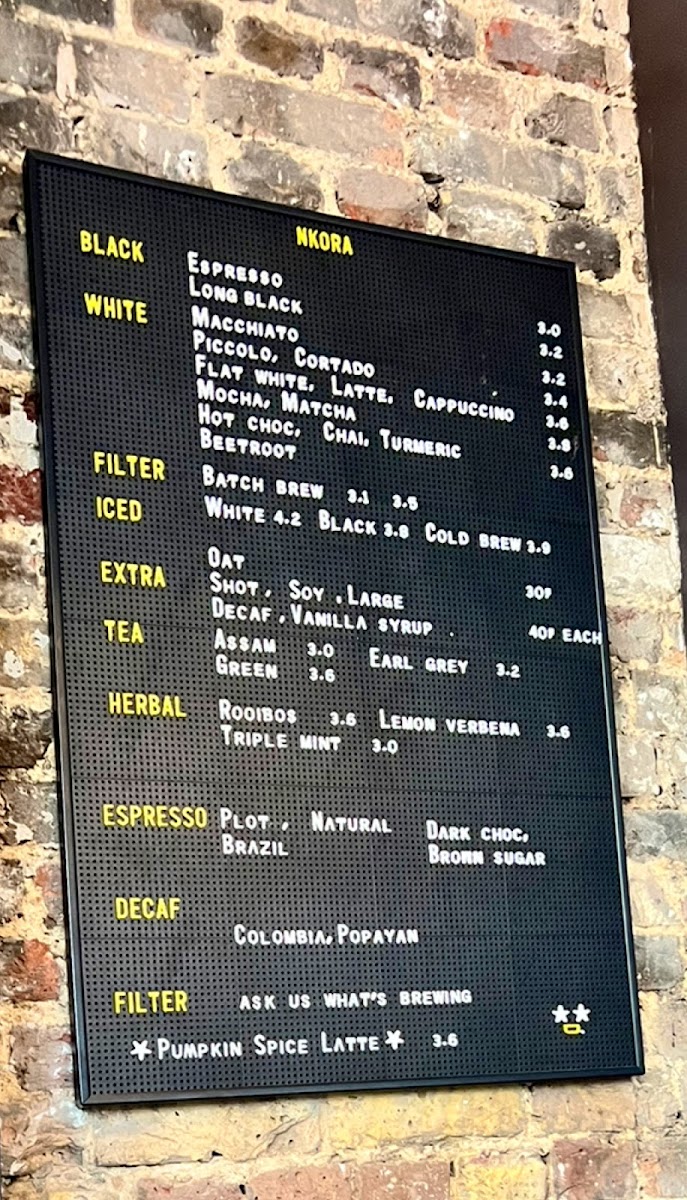 NKORA
BLACK ESPRESSO 3.0
LONG BLACK 3.2
WHITE MACCHIATO 3.2
PICCOLO, CORTADO 3.4
FLAT WHITE, LATTE, CAPPUCCINO 3.6
MOCHA, MATCHA 3.8
HOT CHOC, CHAI, TURMERIC 3.6
BEETROOT
FILTER BATCH BREW 3.1 3.5
ICED WHITE 4.2 BLACK 3.8 COLD BREW 3.9
EXTRA OAT 30P
SHOT, SOY, LARGE
DECAF, VANILLA SYRUP . 40P EACH
TEA ASSAM 3.0 EARL GREY 3.2
GREEN 3.6
HERBAL ROOIBOS 3.6 LEMON VERBENA 3.6
TRIPLE MINT 3.0
ESPRESSO PLOT, NATURAL DARK CHOC,
BRAZIL BROWN SUGAR
DECAF
COLOMBIA, POPAYAN
FILTER ASK US WHAT'S BREWING
★PUMPKIN SPICE LATTE★ 3.6